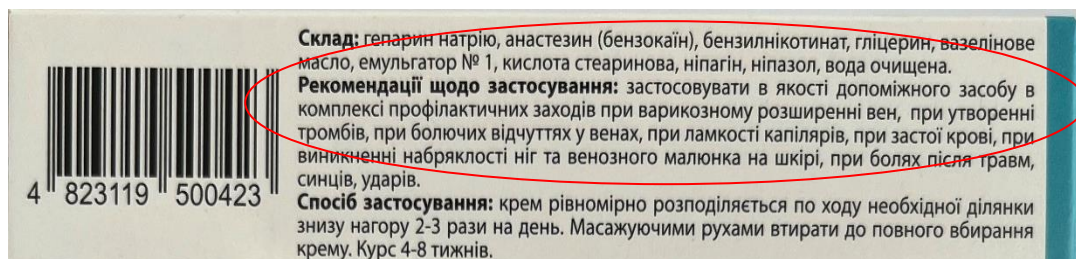 Склад: гепарин натрію, анастезин (бензокаїн), бензилнікотинат, гліцерин, вазелінове
масло, емульгатор № 1, кислота стеаринова, ніпагін, ніпазол, вода очищена.
Рекомендації щодо застосування: застосовувати в якості допоміжного засобу в
комплексі профілактичних заходів при варикозному розширенні вен, при утворенні
тромбів, при болючих відчуттях у венах, при ламкості капілярів, при застої крові, при
виникненні набряклості ніг та венозного малюнка на шкірі, при болях після травм,
синців, ударів.
Спосіб застосування: крем рівномірно розподіляється по ходу необхідної ділянки
знизу нагору 2-3 рази на день. Масажуючими рухами втирати до повного вбирання
крему. Курс 4-8 тижнів.
4 823119 500423